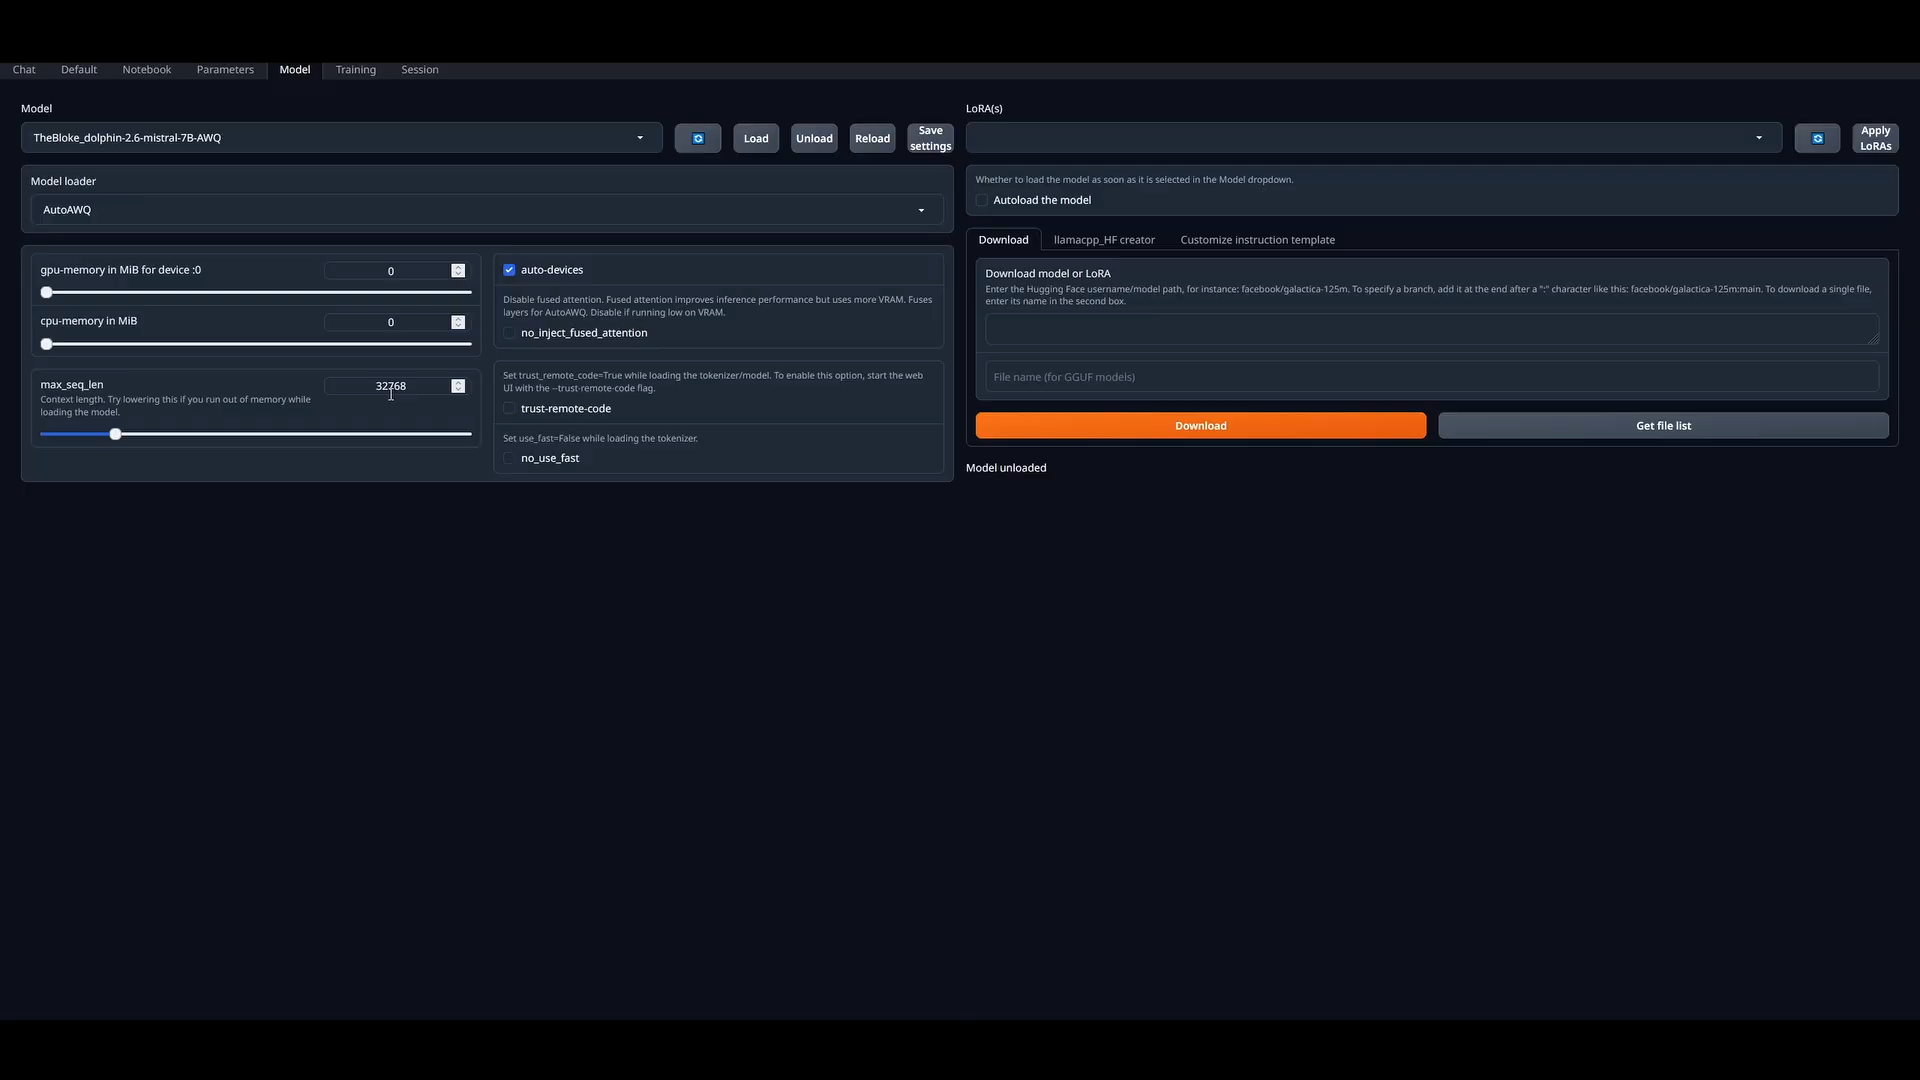 Chat Default Notebook Parameters Model Training Session
Model
TheBloke_dolphin-2.6-mistral-7B-AWQ
Load
Unload
Reload
Save
settings
Model loader
AutoAWQ
gpu-memory in MiB for device :0
0
cpu-memory in MiB
0
max_seq_len
32768
Context length. Try lowering this if you run out of memory while
loading the model.
auto-devices
Disable fused attention. Fused attention improves inference performance but uses more VRAM. Fuses
layers for AutoAWQ. Disable if running low on VRAM.
no_inject_fused_attention
Set trust_remote_code=True while loading the tokenizer/model. To enable this option, start the web
UI with the --trust-remote-code flag.
trust-remote-code
Set use_fast=False while loading the tokenizer.
no_use_fast
LoRA(s)
Apply
LoRAs
Whether to load the model as soon as it is selected in the Model dropdown.
Autoload the model
Download llamacpp_HF creator Customize instruction template
Download model or LoRA
Enter the Hugging Face username/model path, for instance: facebook/galactica-125m. To specify a branch, add it at the end after a ":" character like this: facebook/galactica-125m:main. To download a single file,
enter its name in the second box.
File name (for GGUF models)
Download
Get file list
Model unloaded